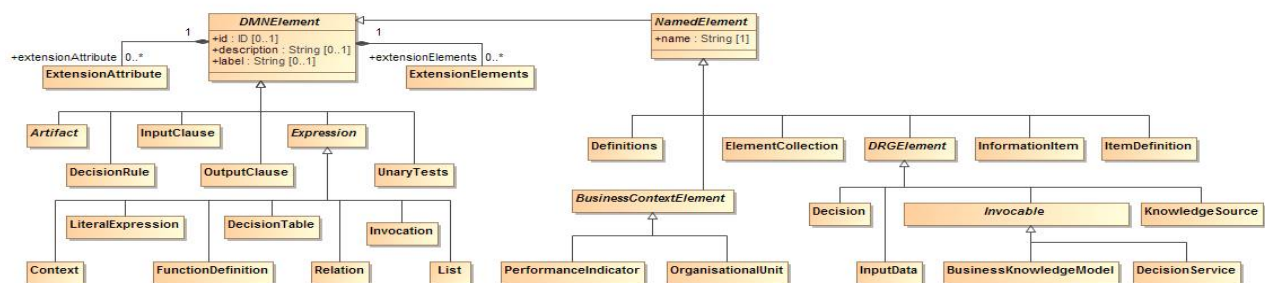 DMNElement
+id : ID [0..1]
+description : String [0..1]
+label : String [0..1]
NamedElement
+name : String [1]
1
1
+extensionAttribute 0..*
+extensionElements 0..*
ExtensionAttribute
ExtensionElements
Artifact
InputClause
Expression
DecisionRule
OutputClause
UnaryTests
Definitions
ElementCollection
DRGElement
InformationItem
ItemDefinition
BusinessContextElement
LiteralExpression
DecisionTable
Invocation
Decision
Invocable
KnowledgeSource
Context
FunctionDefinition
Relation
List
PerformanceIndicator
OrganisationalUnit
InputData
BusinessKnowledgeModel
DecisionService